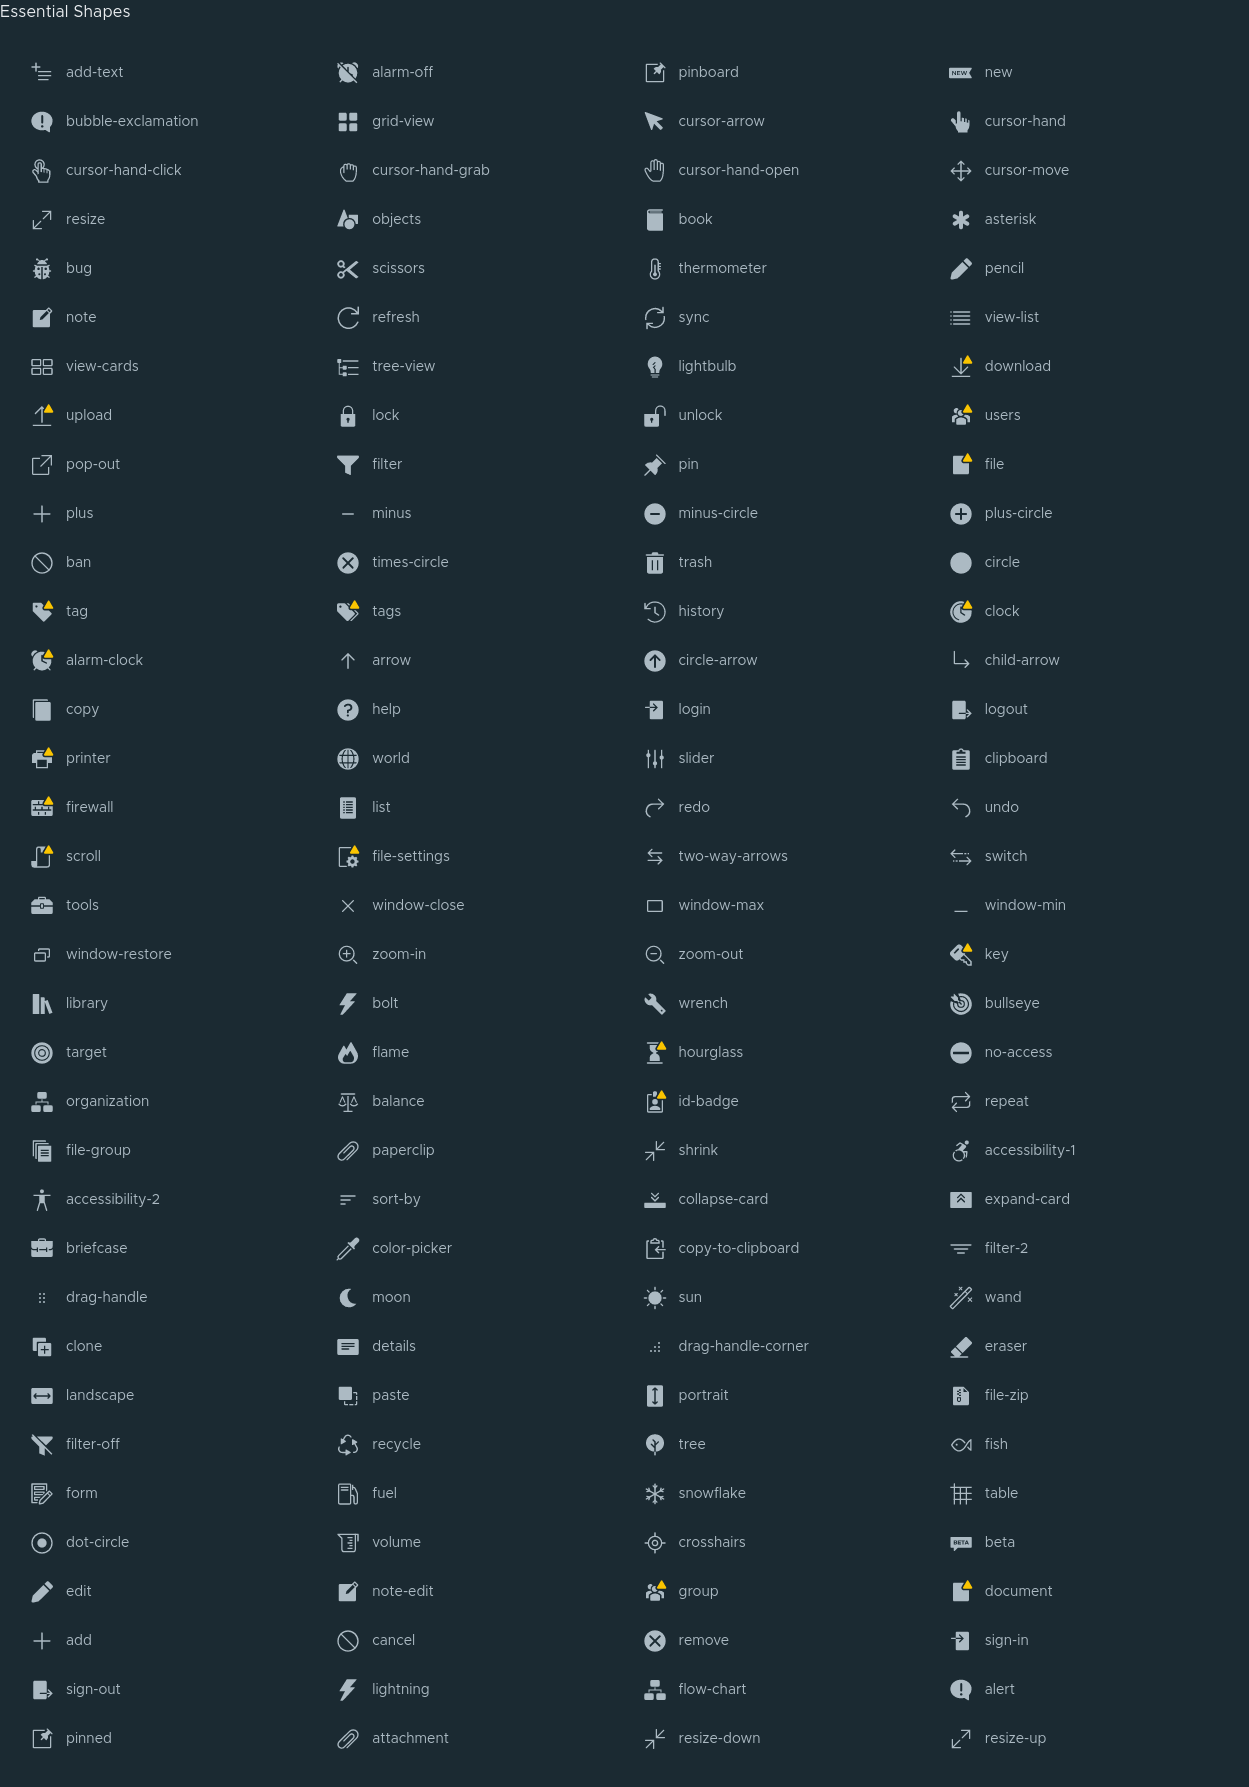 Essential Shapes
add-text alarm-off pinboard NEW new
bubble-exclamation grid-view cursor-arrow cursor-hand
cursor-hand-click cursor-hand-grab cursor-hand-open cursor-move
resize objects book asterisk
bug scissors thermometer pencil
note refresh sync view-list
view-cards tree-view lightbulb download
upload lock unlock users
pop-out filter pin file
plus minus minus-circle plus-circle
ban times-circle trash circle
tag tags history clock
alarm-clock arrow circle-arrow child-arrow
copy help login logout
printer world slider clipboard
firewall list redo undo
scroll file-settings two-way-arrows switch
tools window-close window-max window-min
window-restore zoom-in zoom-out key
library bolt wrench bullseye
target flame hourglass no-access
organization balance id-badge repeat
file-group paperclip shrink accessibility-1
accessibility-2 sort-by collapse-card expand-card
briefcase color-picker copy-to-clipboard filter-2
drag-handle moon sun wand
clone details drag-handle-corner eraser
landscape paste portrait file-zip
filter-off recycle tree fish
form fuel snowflake table
dot-circle volume crosshairs BETA beta
edit note-edit group document
add cancel remove sign-in
sign-out lightning flow-chart alert
pinned attachment resize-down resize-up